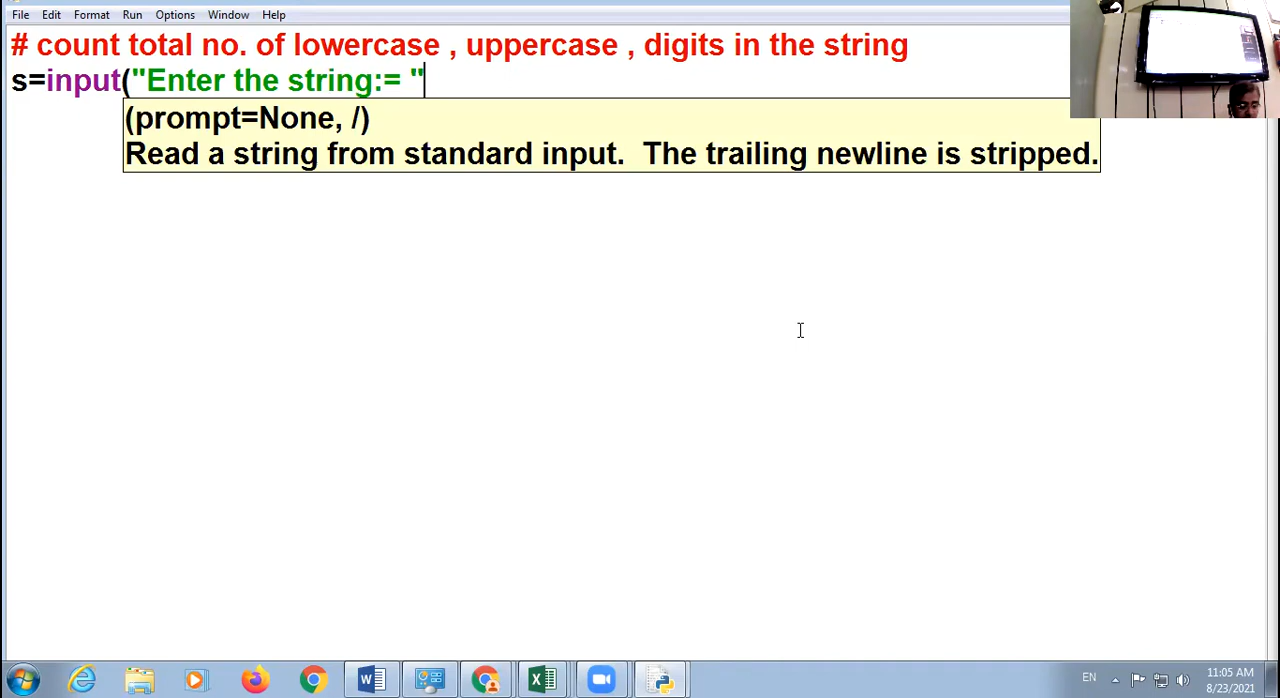 File Edit Format Run Options Window Help
# count total no. of lowercase , uppercase , digits in the string
s=input("Enter the string:= "
(prompt=None, /)
Read a string from standard input.  The trailing newline is stripped.
EN
11:05 AM
8/23/2021